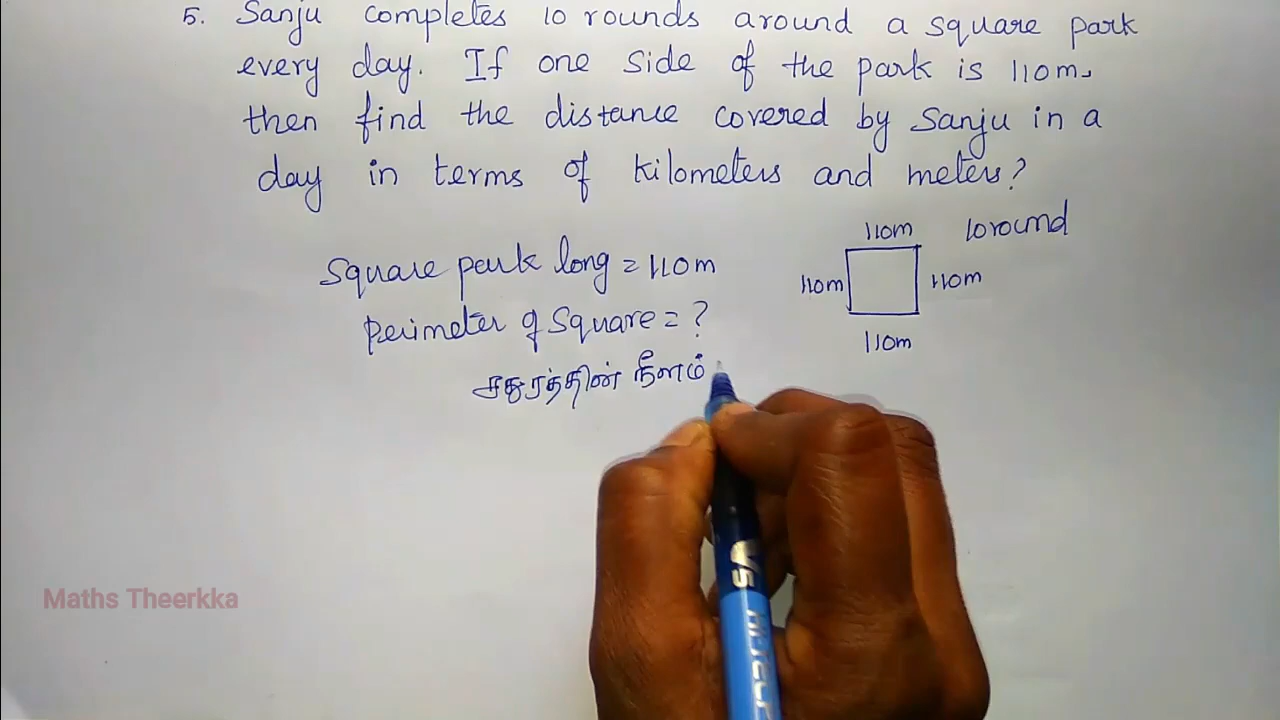 5. Sanju completes 10 rounds around a square park
every day. If one side of the park is 110m,
then find the distance covered by Sanju in a
day in terms of kilometers and meters?
110m 10 round
Square park long = 110m
110m 110m
Perimeter of Square = ?
110m
சதுரத்தின் நீளம்
V5
Maths Theerkka